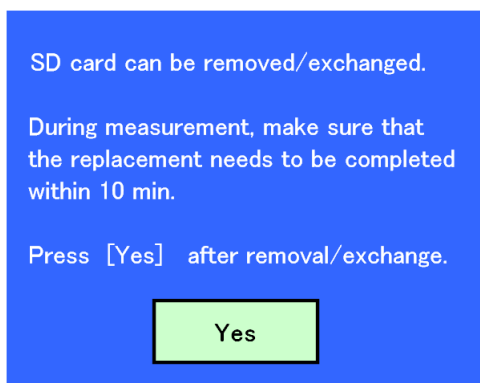 SD card can be removed/exchanged.
During measurement, make sure that
the replacement needs to be completed
within 10 min.
Press [Yes] after removal/exchange.
Yes